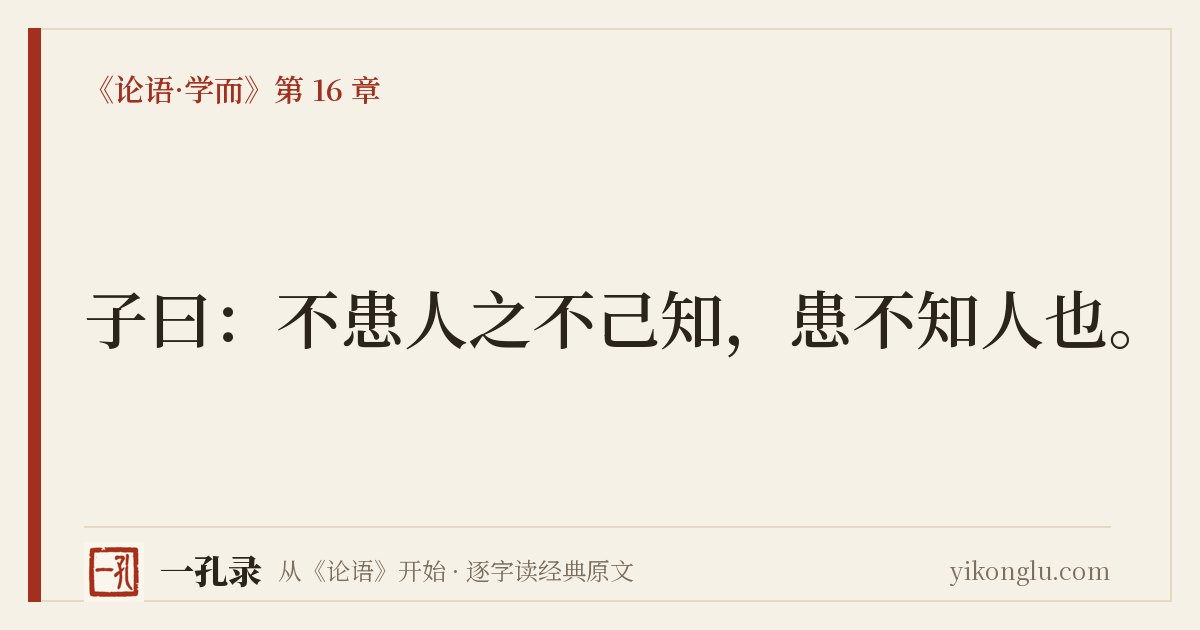 《论语·学而》第 16 章
子曰：不患人之不己知，患不知人也。
一孔
一孔录 从《论语》开始 · 逐字读经典原文 yikonglu.com